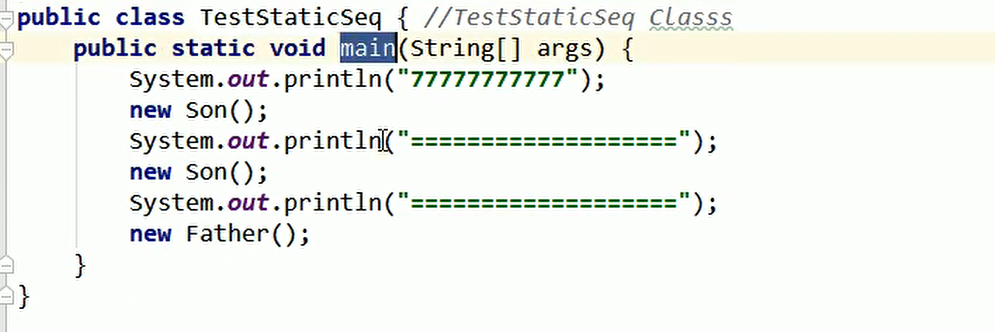 public class TestStaticSeq { //TestStaticSeq Classs
    public static void main(String[] args) {
        System.out.println("77777777777");
        new Son();
        System.out.println("===================");
        new Son();
        System.out.println("===================");
        new Father();
    }
}